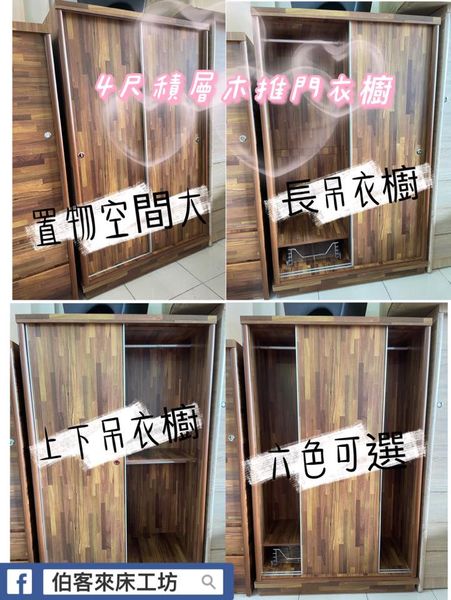 4尺積層木推門衣櫥
置物空間大
長吊衣櫥
上下吊衣櫥
六色可選
f 伯客來床工坊